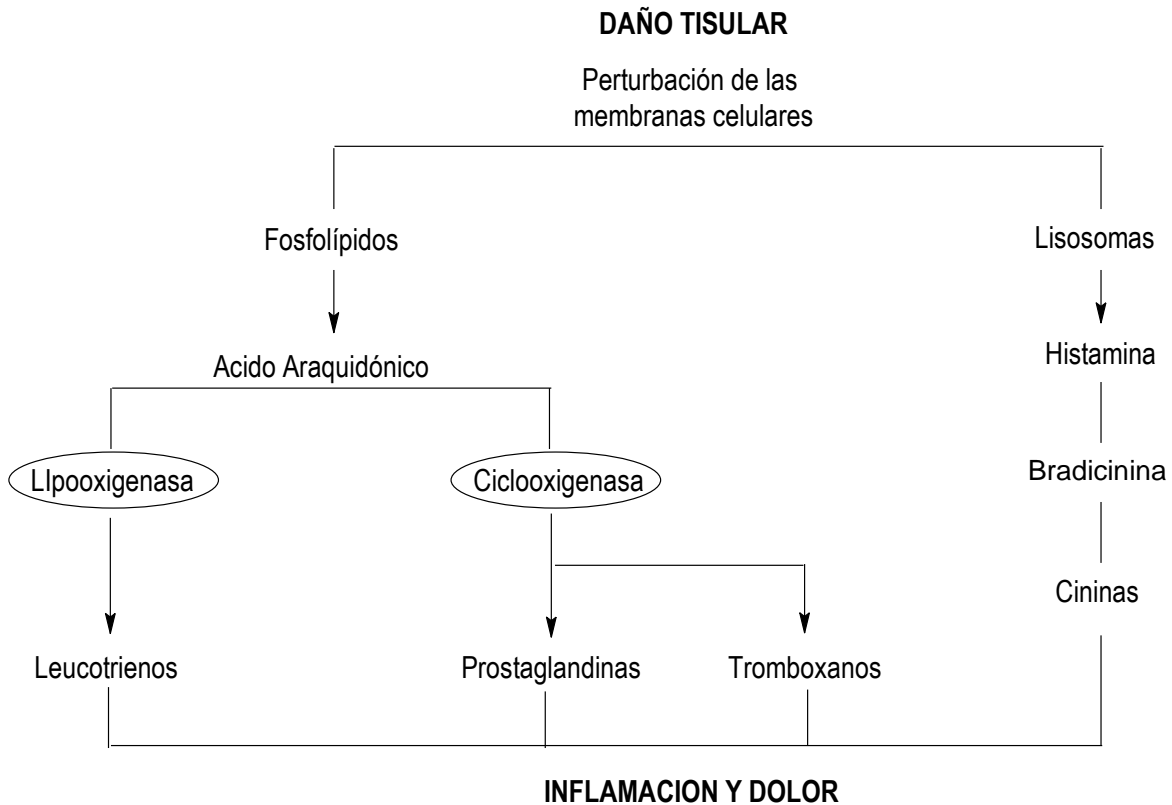 DAÑO TISULAR
Perturbación de las
membranas celulares
Fosfolípidos
Lisosomas
Acido Araquidónico
Histamina
LIpooxigenasa
Ciclooxigenasa
Bradicinina
Cininas
Leucotrienos
Prostaglandinas
Tromboxanos
INFLAMACION Y DOLOR